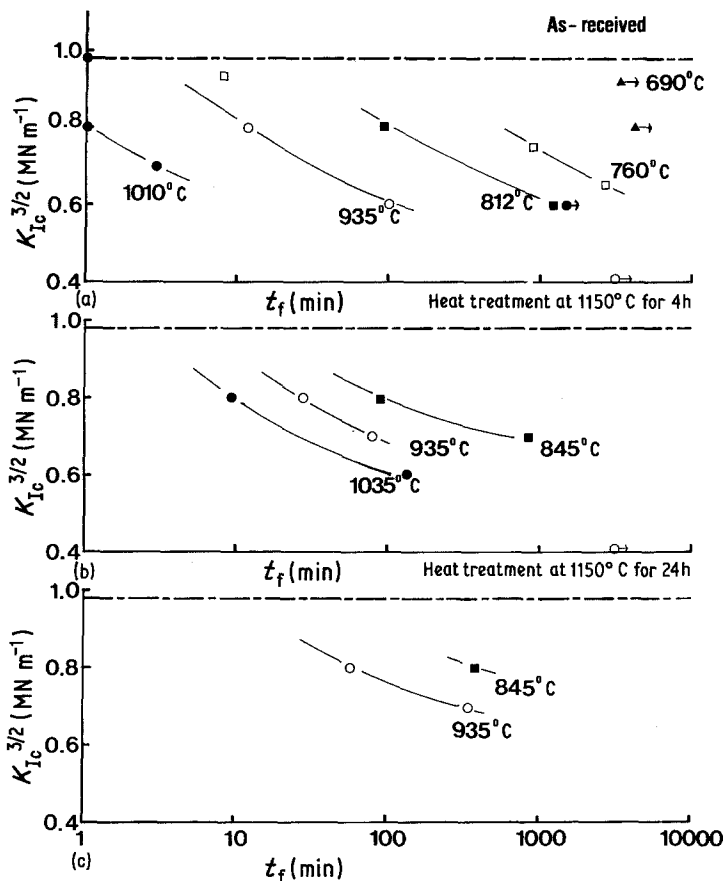 As-received
1.0
0.8
0.6
0.4
K_Ic^3/2 (MN m^-1)
690°C
760°C
812°C
935°C
1010°C
(a) t_f (min) Heat treatment at 1150°C for 4h
1.0
0.8
0.6
0.4
K_Ic^3/2 (MN m^-1)
935°C
845°C
1035°C
(b) t_f (min) Heat treatment at 1150°C for 24h
1.0
0.8
0.6
0.4
K_Ic^3/2 (MN m^-1)
845°C
935°C
1 10 100 1000 10000
(c) t_f (min)